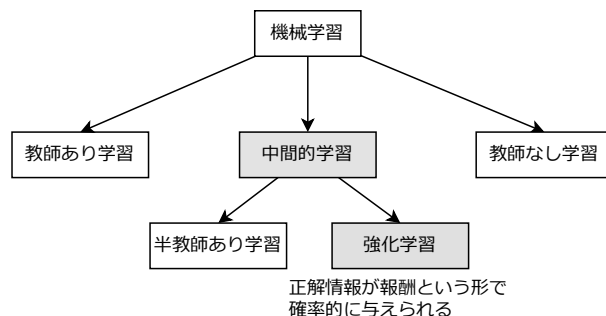 機械学習
教師あり学習
中間的学習
教師なし学習
半教師あり学習
強化学習
正解情報が報酬という形で
確率的に与えられる